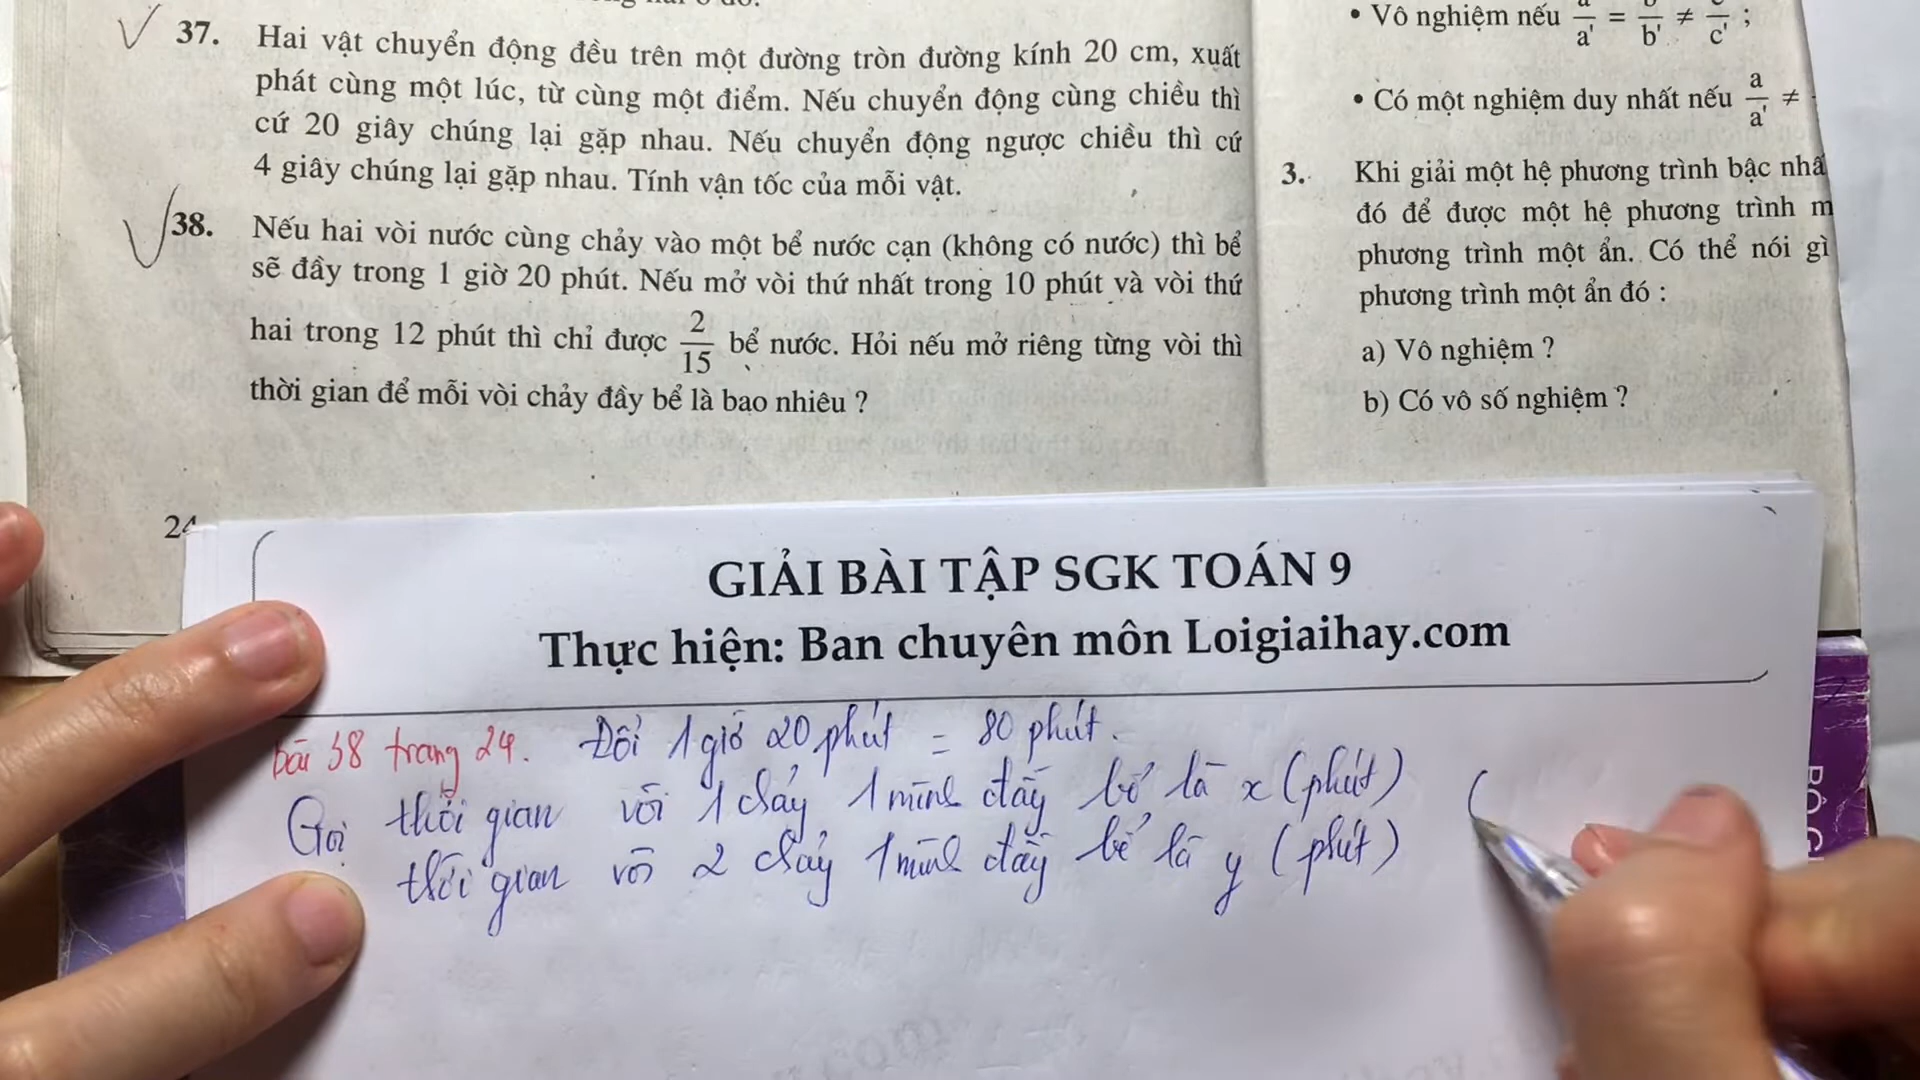 37. Hai vật chuyển động đều trên một đường tròn đường kính 20 cm, xuất
phát cùng một lúc, từ cùng một điểm. Nếu chuyển động cùng chiều thì
cứ 20 giây chúng lại gặp nhau. Nếu chuyển động ngược chiều thì cứ
4 giây chúng lại gặp nhau. Tính vận tốc của mỗi vật.
38. Nếu hai vòi nước cùng chảy vào một bể nước cạn (không có nước) thì bể
sẽ đầy trong 1 giờ 20 phút. Nếu mở vòi thứ nhất trong 10 phút và vòi thứ
hai trong 12 phút thì chỉ được 2/15 bể nước. Hỏi nếu mở riêng từng vòi thì
thời gian để mỗi vòi chảy đầy bể là bao nhiêu ?
• Vô nghiệm nếu a/a' = b/b' ≠ c/c' ;
• Có một nghiệm duy nhất nếu a/a' ≠
3. Khi giải một hệ phương trình bậc nhấ
đó để được một hệ phương trình m
phương trình một ẩn. Có thể nói gì
phương trình một ẩn đó :
a) Vô nghiệm ?
b) Có vô số nghiệm ?
24
GIẢI BÀI TẬP SGK TOÁN 9
Thực hiện: Ban chuyên môn Loigiaihay.com
bài 38 trang 24. Đổi 1 giờ 20 phút = 80 phút.
Gọi thời gian vòi 1 chảy 1 mình đầy bể là x (phút) (
thời gian vòi 2 chảy 1 mình đầy bể là y (phút)